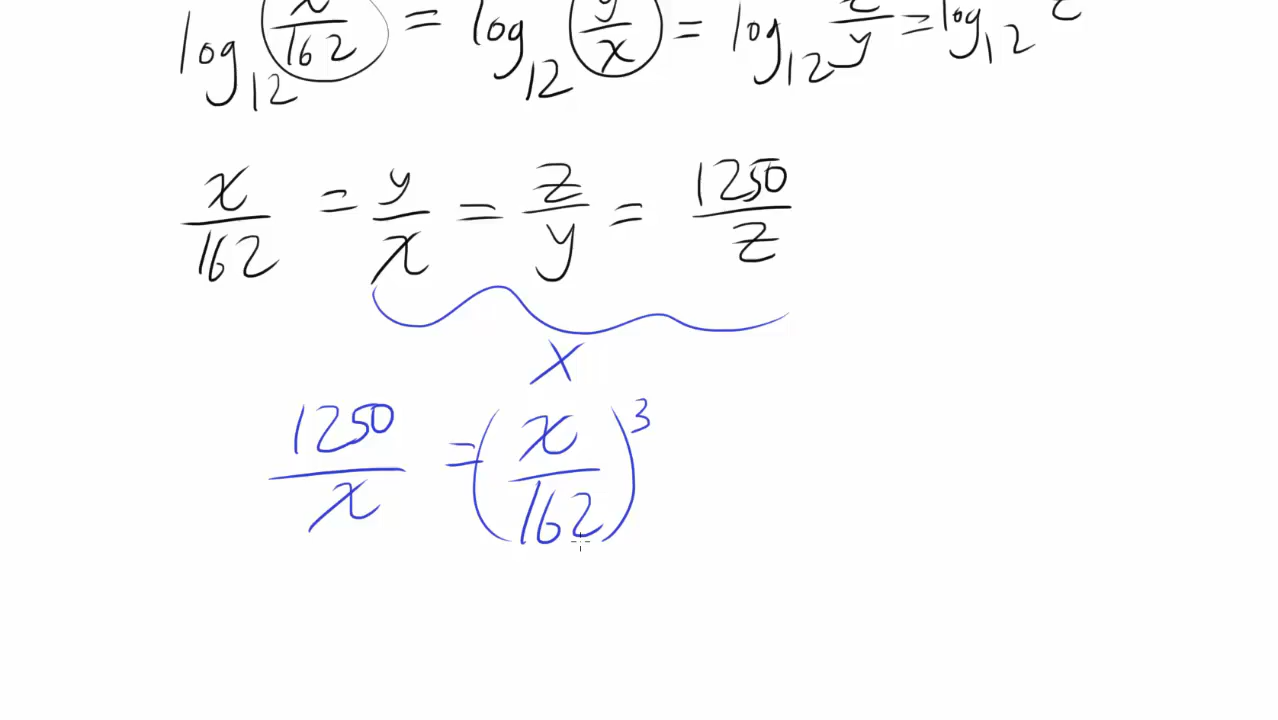 log₁₂(x/162) = log₁₂(y/x) = log₁₂ z/y = log₁₂
x/162 = y/x = z/y = 1250/z
x
1250/x = (x/162)³